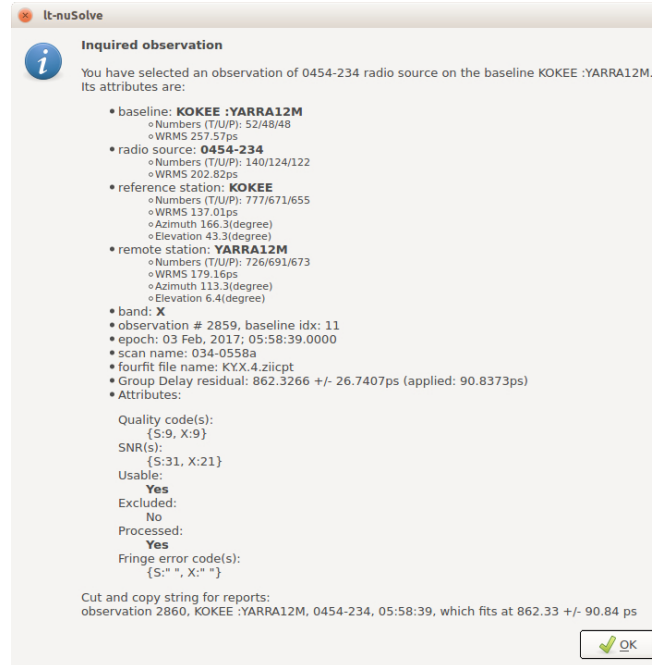 lt-nuSolve
Inquired observation
You have selected an observation of 0454-234 radio source on the baseline KOKEE :YARRA12M.
Its attributes are:
• baseline: KOKEE :YARRA12M
◦ Numbers (T/U/P): 52/48/48
◦ WRMS 257.57ps
• radio source: 0454-234
◦ Numbers (T/U/P): 140/124/122
◦ WRMS 202.82ps
• reference station: KOKEE
◦ Numbers (T/U/P): 777/671/655
◦ WRMS 137.01ps
◦ Azimuth 166.3(degree)
◦ Elevation 43.3(degree)
• remote station: YARRA12M
◦ Numbers (T/U/P): 726/691/673
◦ WRMS 179.16ps
◦ Azimuth 113.3(degree)
◦ Elevation 6.4(degree)
• band: X
• observation # 2859, baseline idx: 11
• epoch: 03 Feb, 2017; 05:58:39.0000
• scan name: 034-0558a
• fourfit file name: KY.X.4.ziicpt
• Group Delay residual: 862.3266 +/- 26.7407ps (applied: 90.8373ps)
• Attributes:
Quality code(s):
{S:9, X:9}
SNR(s):
{S:31, X:21}
Usable:
Yes
Excluded:
No
Processed:
Yes
Fringe error code(s):
{S:" ", X:" "}
Cut and copy string for reports:
observation 2860, KOKEE :YARRA12M, 0454-234, 05:58:39, which fits at 862.33 +/- 90.84 ps
OK